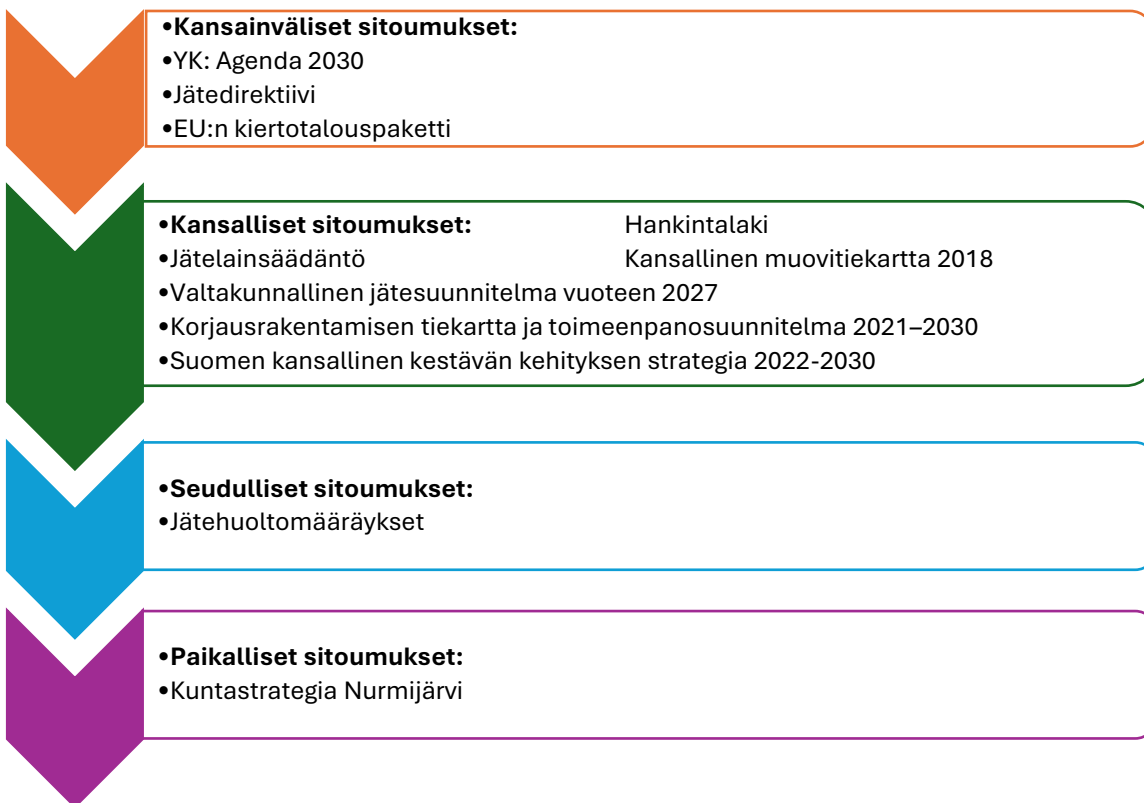 •Kansainväliset sitoumukset:
•YK: Agenda 2030
•Jätedirektiivi
•EU:n kiertotalouspaketti
•Kansalliset sitoumukset: Hankintalaki
•Jätelainsäädäntö Kansallinen muovitiekartta 2018
•Valtakunnallinen jätesuunnitelma vuoteen 2027
•Korjausrakentamisen tiekartta ja toimeenpanosuunnitelma 2021–2030
•Suomen kansallinen kestävän kehityksen strategia 2022-2030
•Seudulliset sitoumukset:
•Jätehuoltomääräykset
•Paikalliset sitoumukset:
•Kuntastrategia Nurmijärvi